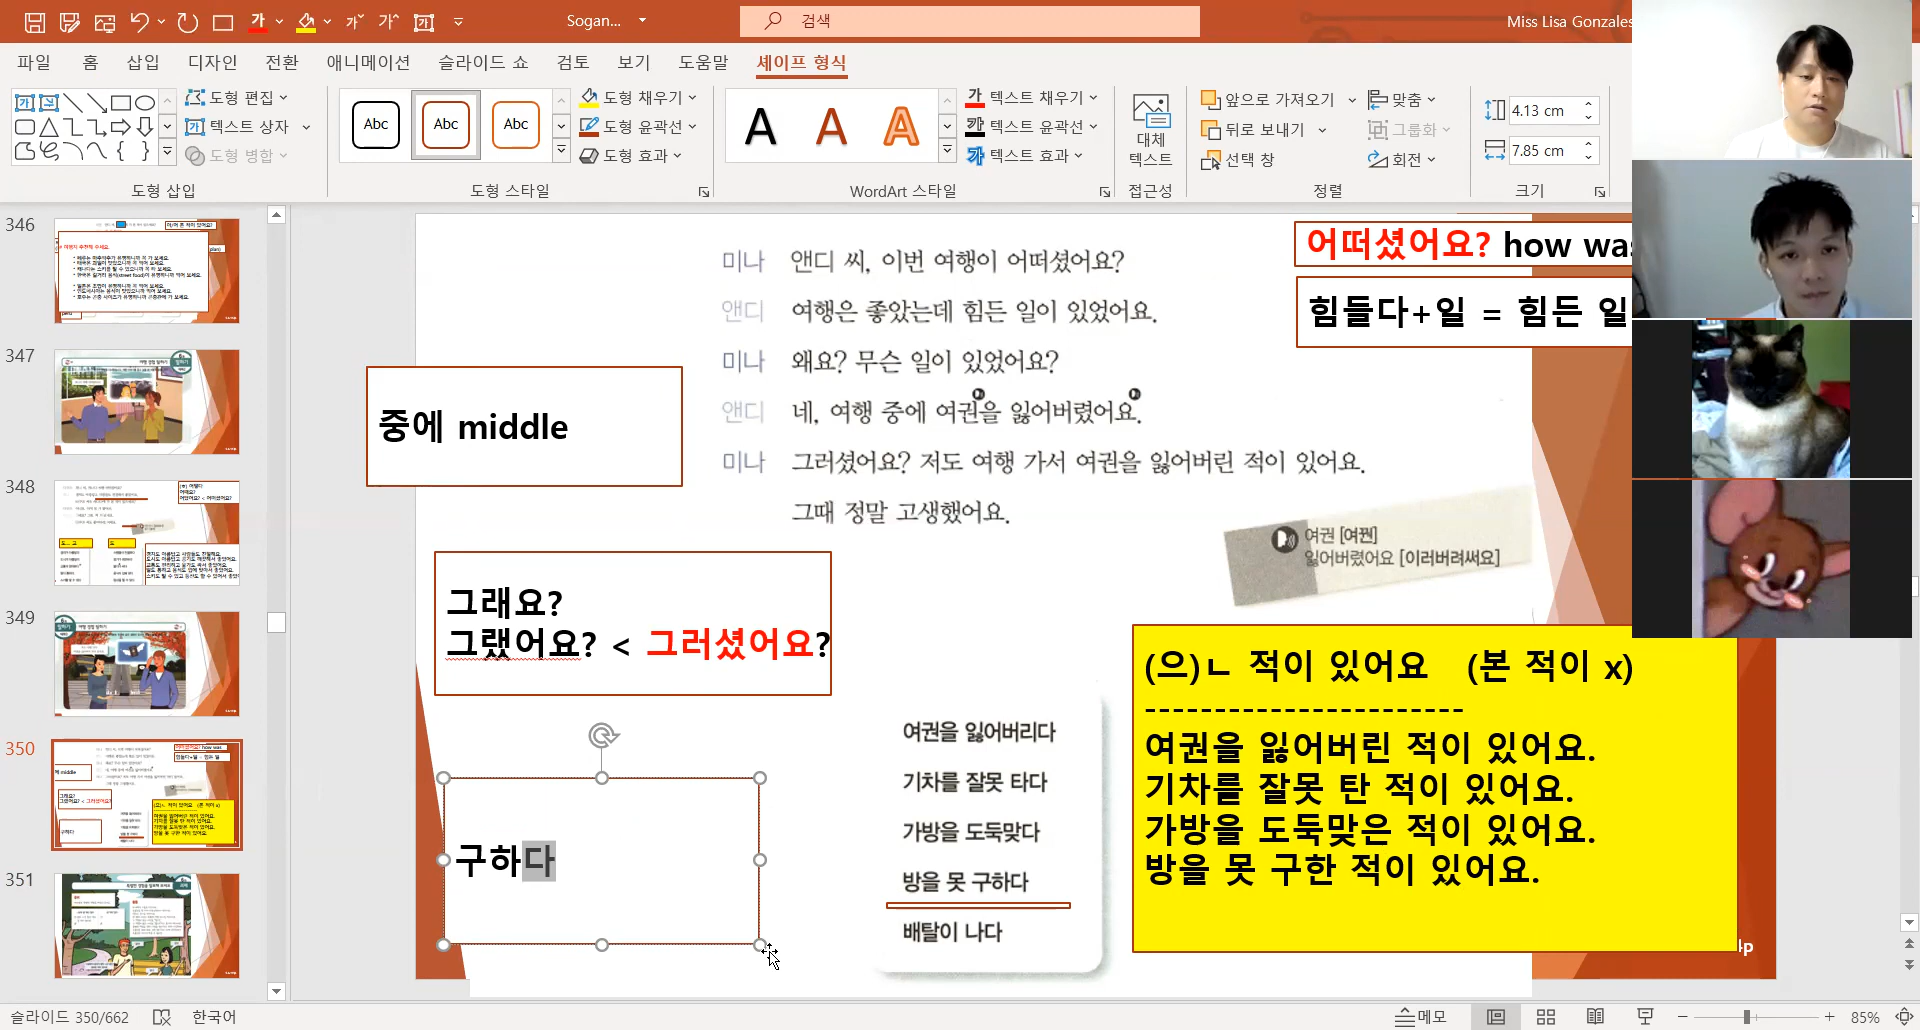 Sogan...
검색
Miss Lisa Gonzales
파일 홈 삽입 디자인 전환 애니메이션 슬라이드 쇼 검토 보기 도움말 셰이프 형식
도형 편집
텍스트 상자
도형 병합
도형 삽입
Abc Abc Abc
도형 채우기
도형 윤곽선
도형 효과
도형 스타일
A A A
텍스트 채우기
텍스트 윤곽선
텍스트 효과
WordArt 스타일
대체
텍스트
접근성
앞으로 가져오기
뒤로 보내기
선택 창
맞춤
그룹화
회전
정렬
4.13 cm
7.85 cm
크기
346
347
348
349
350
351
미나 앤디 씨, 이번 여행이 어떠셨어요?
앤디 여행은 좋았는데 힘든 일이 있었어요.
미나 왜요? 무슨 일이 있었어요?
앤디 네, 여행 중에 여권을 잃어버렸어요.
미나 그러셨어요? 저도 여행 가서 여권을 잃어버린 적이 있어요.
그때 정말 고생했어요.
어떠셨어요? how was
힘들다+일 = 힘든 일
중에 middle
여권 [여꿘]
잃어버렸어요 [이러버려써요]
그래요?
그랬어요? < 그러셨어요?
구하다
여권을 잃어버리다
기차를 잘못 타다
가방을 도둑맞다
방을 못 구하다
배탈이 나다
(으)ㄴ 적이 있어요 (본 적이 x)
-----------------------
여권을 잃어버린 적이 있어요.
기차를 잘못 탄 적이 있어요.
가방을 도둑맞은 적이 있어요.
방을 못 구한 적이 있어요.
슬라이드 350/662
한국어
메모
85%